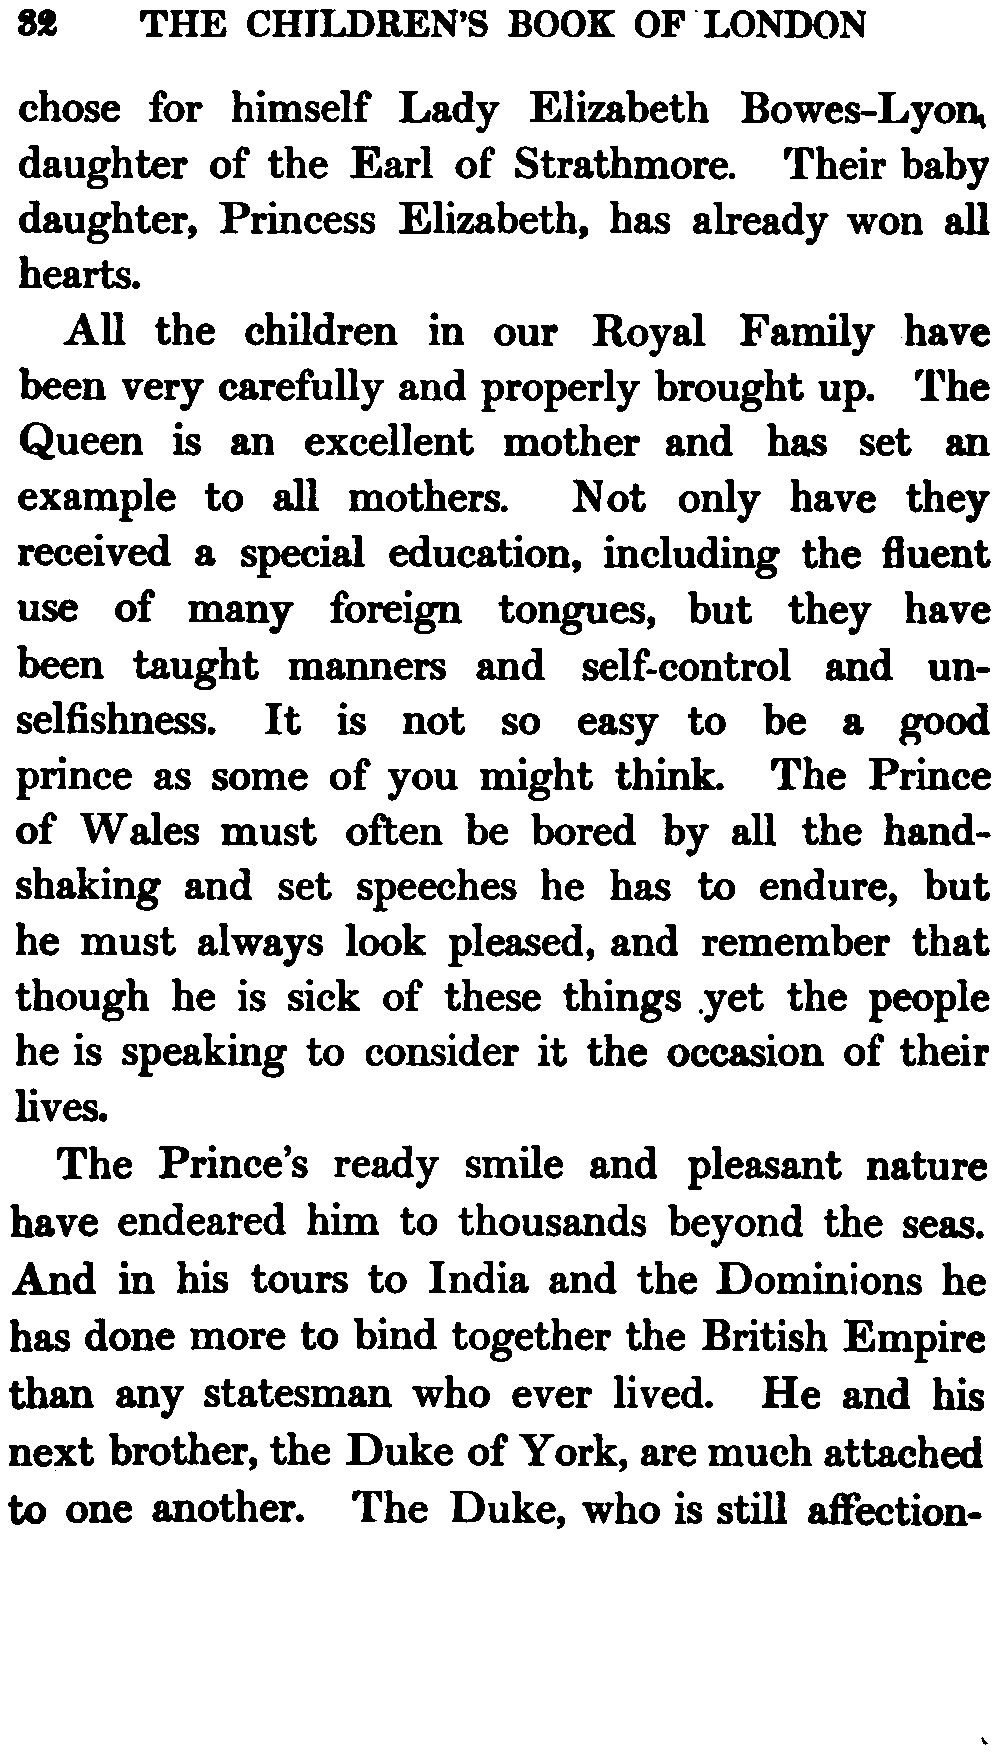 32 THE CHILDREN'S BOOK OF LONDON
chose for himself Lady Elizabeth Bowes-Lyon,
daughter of the Earl of Strathmore. Their baby
daughter, Princess Elizabeth, has already won all
hearts.
All the children in our Royal Family have
been very carefully and properly brought up. The
Queen is an excellent mother and has set an
example to all mothers. Not only have they
received a special education, including the fluent
use of many foreign tongues, but they have
been taught manners and self-control and un-
selfishness. It is not so easy to be a good
prince as some of you might think. The Prince
of Wales must often be bored by all the hand-
shaking and set speeches he has to endure, but
he must always look pleased, and remember that
though he is sick of these things yet the people
he is speaking to consider it the occasion of their
lives.
The Prince's ready smile and pleasant nature
have endeared him to thousands beyond the seas.
And in his tours to India and the Dominions he
has done more to bind together the British Empire
than any statesman who ever lived. He and his
next brother, the Duke of York, are much attached
to one another. The Duke, who is still affection-